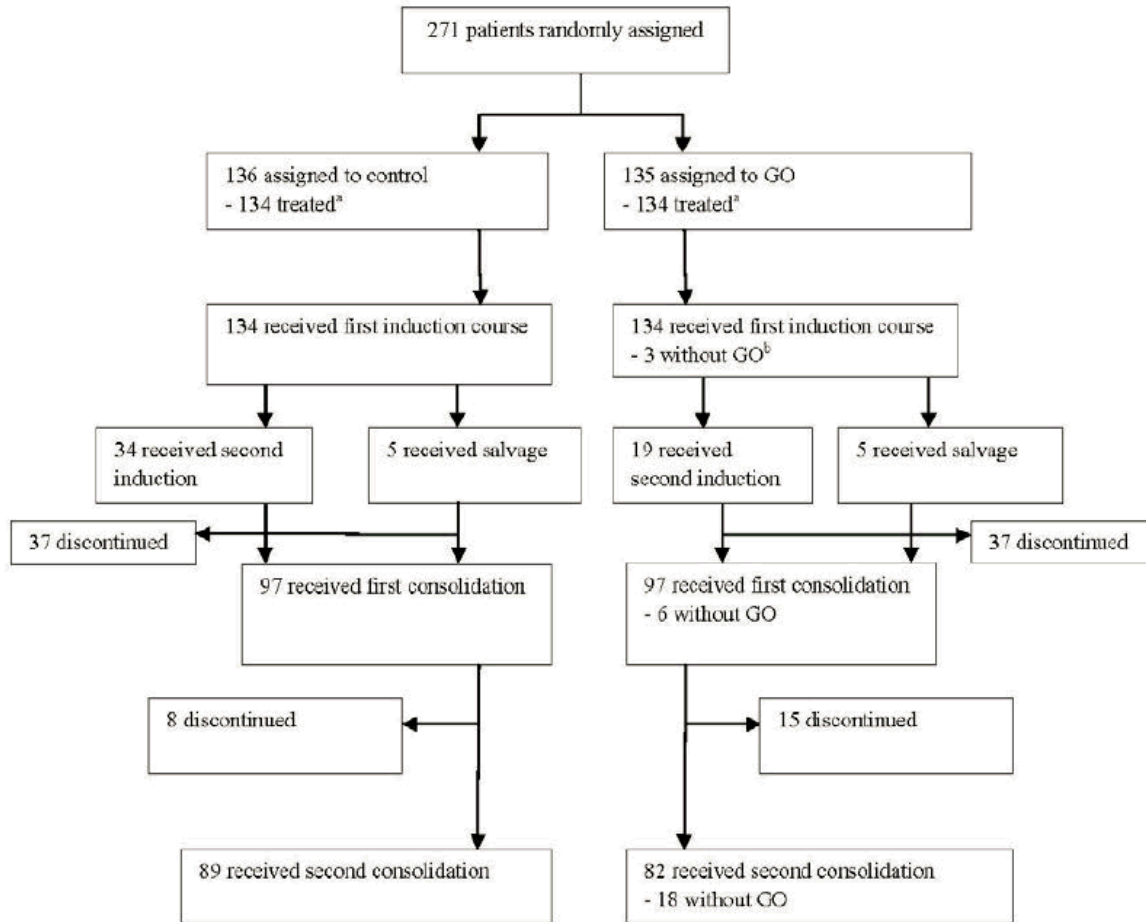 271 patients randomly assigned
136 assigned to control
- 134 treatedª
135 assigned to GO
- 134 treatedª
134 received first induction course
134 received first induction course
- 3 without GOᵇ
34 received second
induction
5 received salvage
19 received
second induction
5 received salvage
37 discontinued
37 discontinued
97 received first consolidation
97 received first consolidation
- 6 without GO
8 discontinued
15 discontinued
89 received second consolidation
82 received second consolidation
- 18 without GO